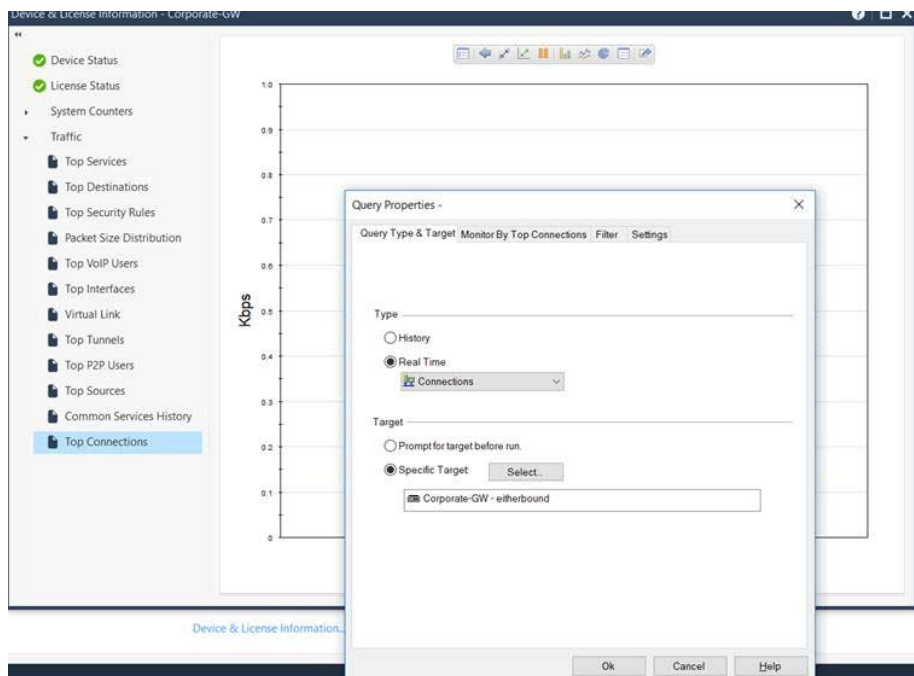 Device & License Information - Corporate-GW
Device Status
License Status
System Counters
Traffic
Top Services
Top Destinations
Top Security Rules
Packet Size Distribution
Top VoIP Users
Top Interfaces
Virtual Link
Top Tunnels
Top P2P Users
Top Sources
Common Services History
Top Connections
Kbps
1.0
0.9
0.8
0.7
0.6
0.5
0.4
0.3
0.2
0.1
0
Query Properties -
Query Type & Target Monitor By Top Connections Filter Settings
Type
History
Real Time
Connections
Target
Prompt for target before run.
Specific Target Select...
Corporate-GW - eitherbound
Ok Cancel Help
Device & License Information...